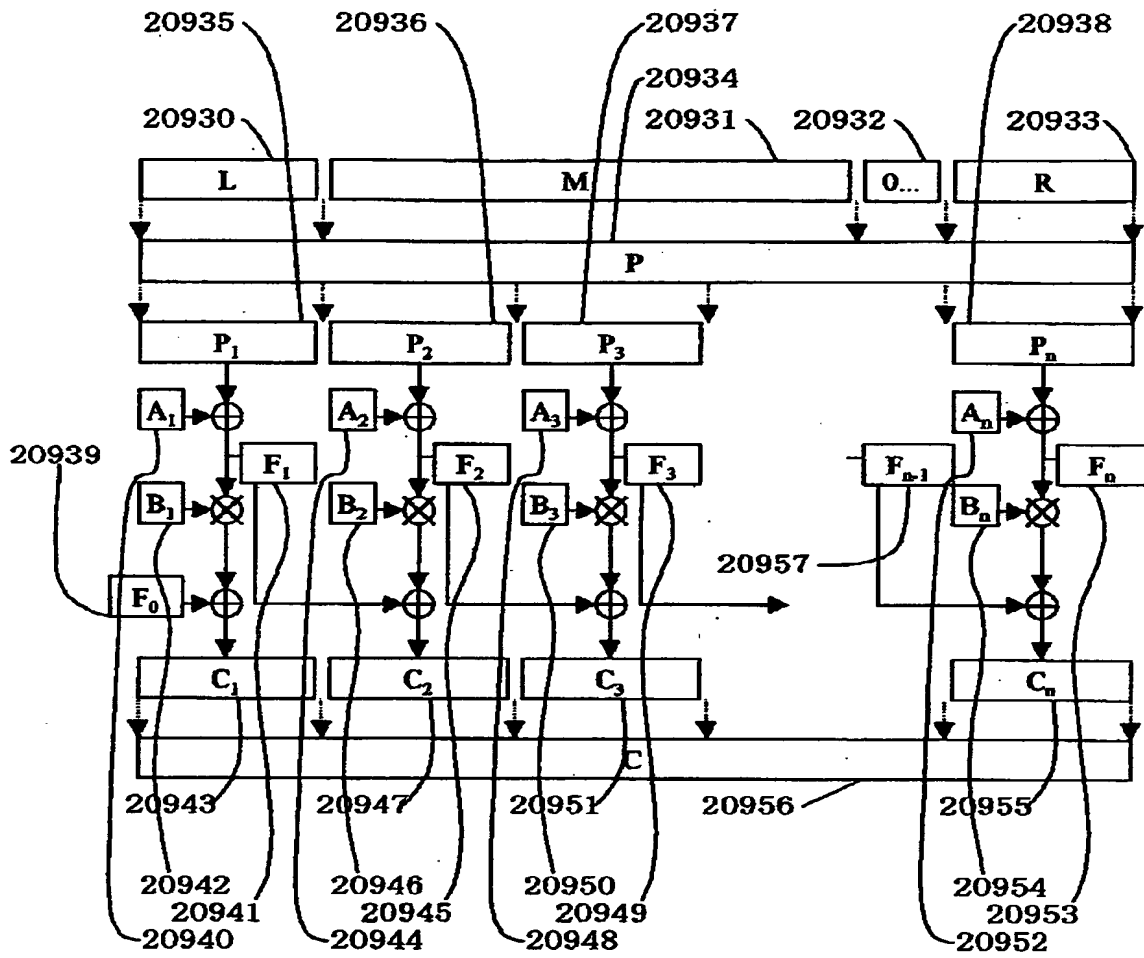 20935 20936 20937 20938
20934
20930 20931 20932 20933
L M 0... R
P
P₁ P₂ P₃ Pₙ
A₁ A₂ A₃ Aₙ
20939 F₁ F₂ F₃ Fₙ₋₁ Fₙ
B₁ B₂ B₃ Bₙ
20957
F₀
C₁ C₂ C₃ Cₙ
C
20943 20947 20951 20956 20955
20942 20946 20950 20954
20941 20945 20949 20953
20940 20944 20948 20952